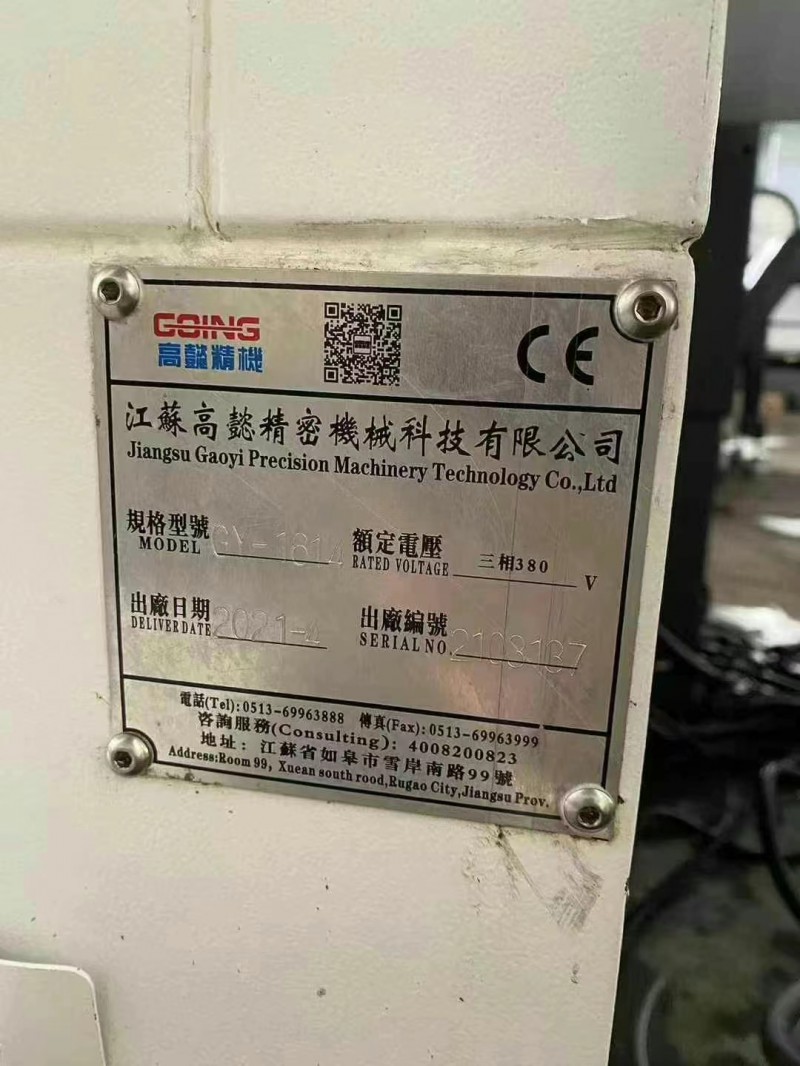 GOING
高懿精機
CE
江蘇高懿精密機械科技有限公司
Jiangsu Gaoyi Precision Machinery Technology Co.,Ltd
規格型號 GY-1814 額定電壓 三相380 V
MODEL RATED VOLTAGE
出廠日期 2021-4 出廠編號 2103187
DELIVER DATE SERIAL NO.
電話(Tel):0513-69963888 傳真(Fax):0513-69963999
咨詢服務(Consulting): 4008200823
地址: 江蘇省如皋市雪岸南路99號
Address:Room 99, Xuean south rood,Rugao City,Jiangsu Prov.